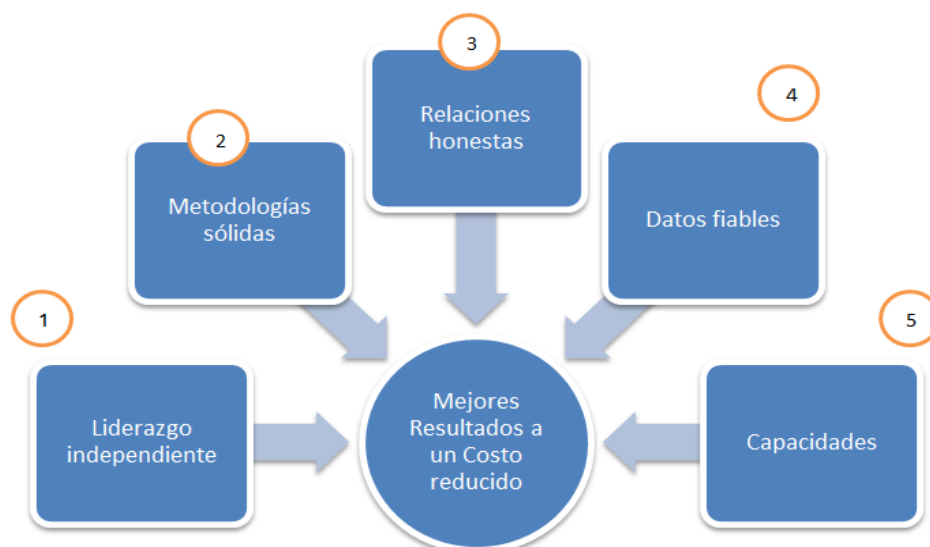 3
Relaciones
honestas
2
Metodologías
sólidas
4
Datos fiables
1
Liderazgo
independiente
5
Capacidades
Mejores
Resultados a
un Costo
reducido